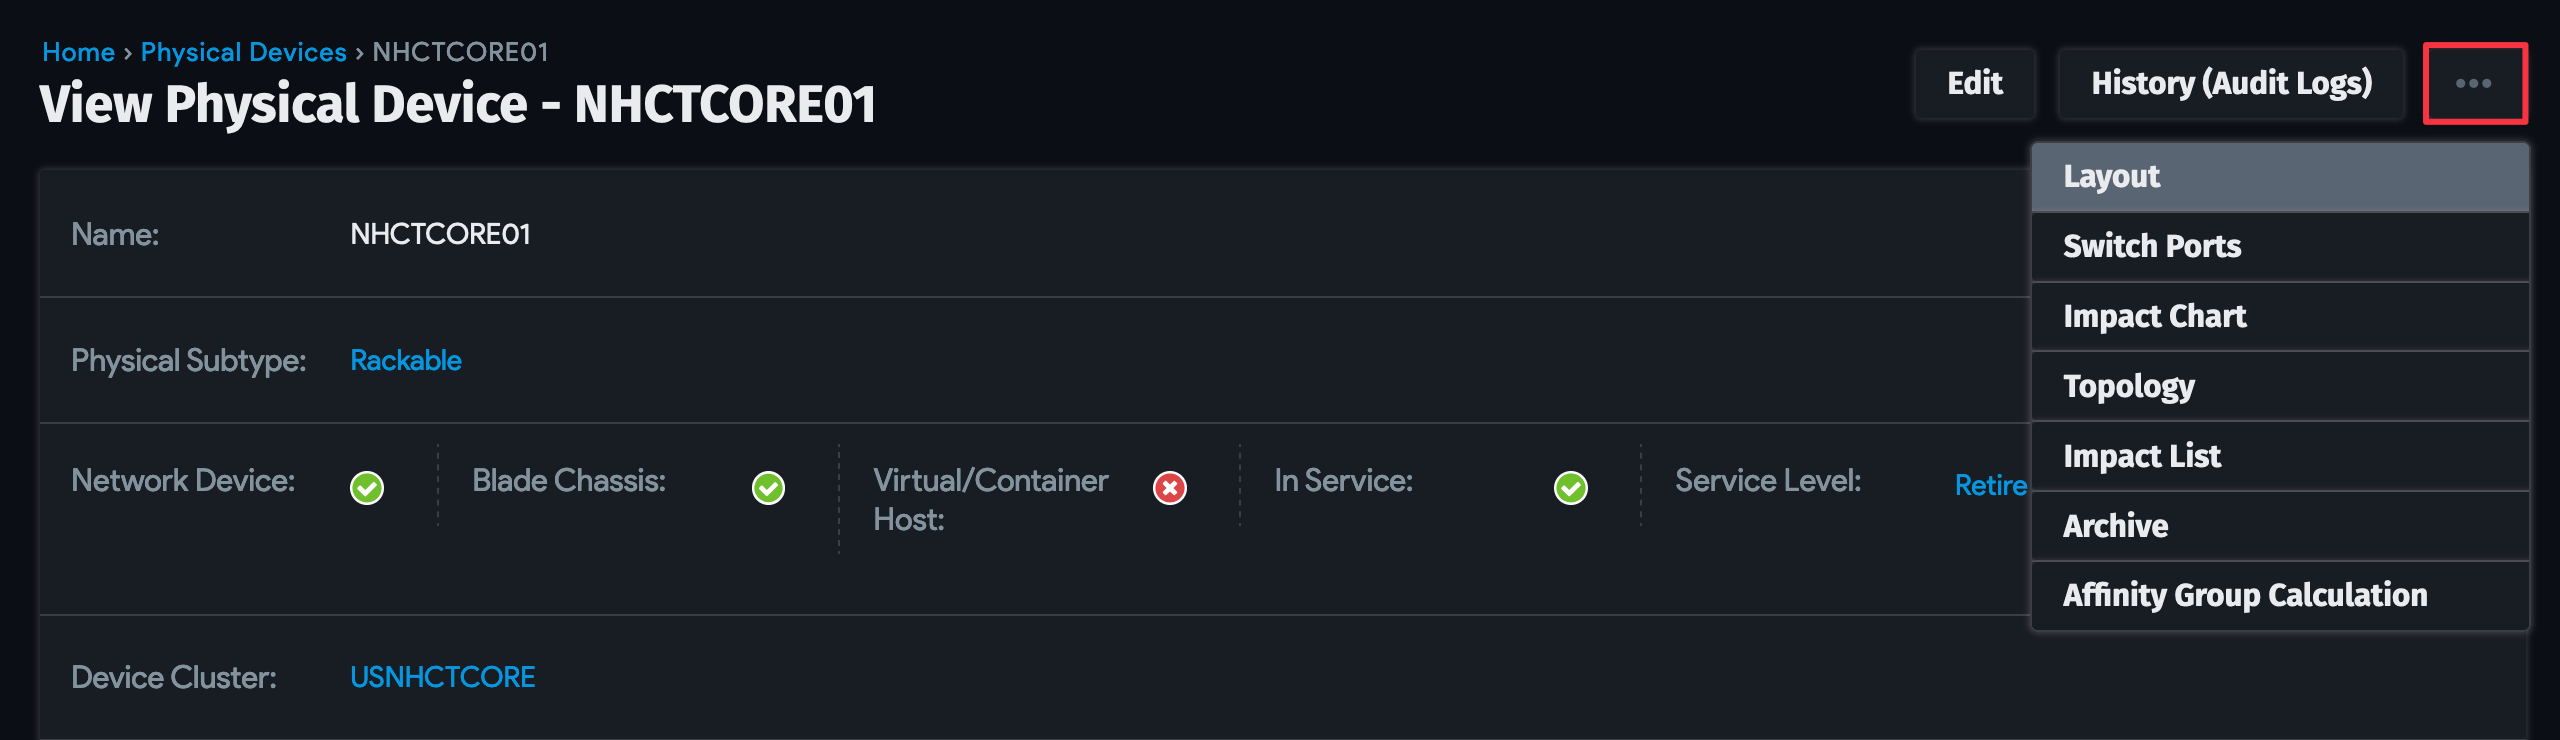 Home › Physical Devices › NHCTCORE01
View Physical Device - NHCTCORE01
Edit
History (Audit Logs)
Layout
Switch Ports
Impact Chart
Topology
Impact List
Archive
Affinity Group Calculation
Name: NHCTCORE01
Physical Subtype: Rackable
Network Device:
Blade Chassis:
Virtual/Container
Host:
In Service:
Service Level: Retire
Device Cluster: USNHCTCORE